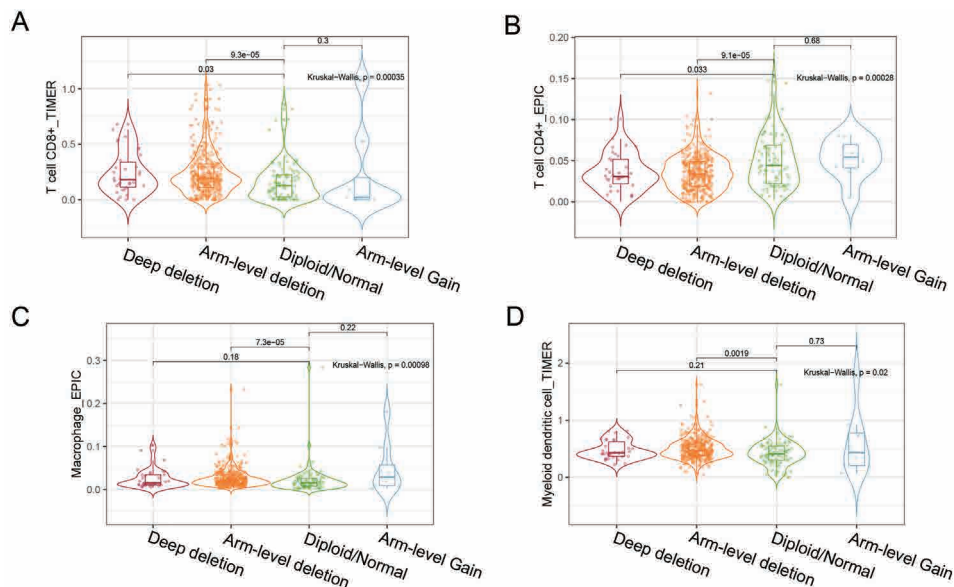 A
T cell CD8+_TIMER
0.0
0.5
1.0
0.3
9.3e-05
0.03
Kruskal-Wallis, p = 0.00035
Deep deletion
Arm-level deletion
Diploid/Normal
Arm-level Gain
B
T cell CD4+_EPIC
0.00
0.05
0.10
0.15
0.20
0.68
9.1e-05
0.033
Kruskal-Wallis, p = 0.00028
Deep deletion
Arm-level deletion
Diploid/Normal
Arm-level Gain
C
Macrophage_EPIC
0.0
0.1
0.2
0.3
0.22
7.3e-05
0.16
Kruskal-Wallis, p = 0.00098
Deep deletion
Arm-level deletion
Diploid/Normal
Arm-level Gain
D
Myeloid dendritic cell_TIMER
0
1
2
0.73
0.0019
0.21
Kruskal-Wallis, p = 0.02
Deep deletion
Arm-level deletion
Diploid/Normal
Arm-level Gain